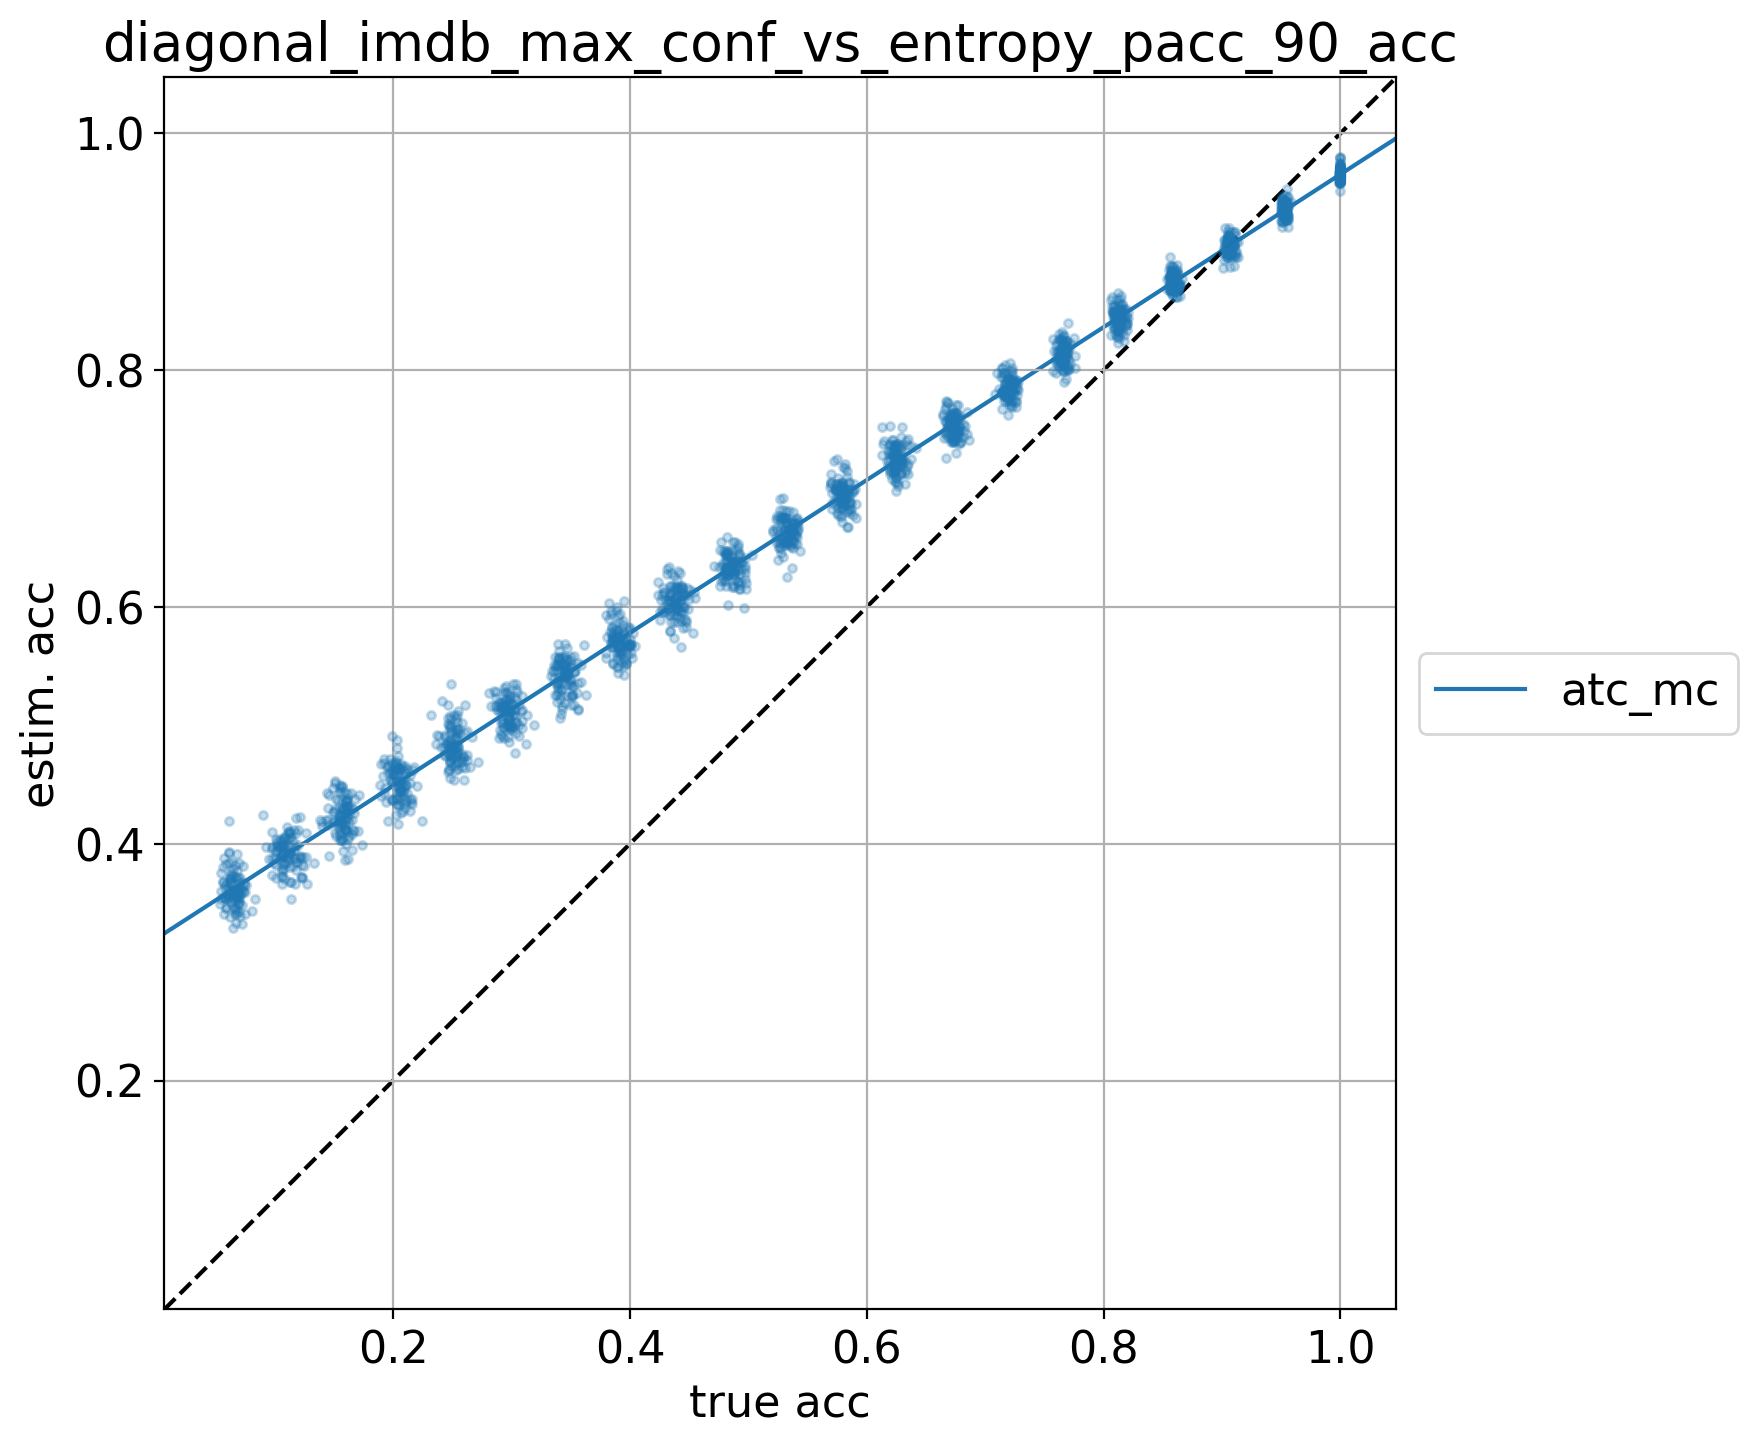 diagonal_imdb_max_conf_vs_entropy_pacc_90_acc
1.0
0.8
0.6
0.4
0.2
estim. acc
0.2 0.4 0.6 0.8 1.0
true acc
atc_mc